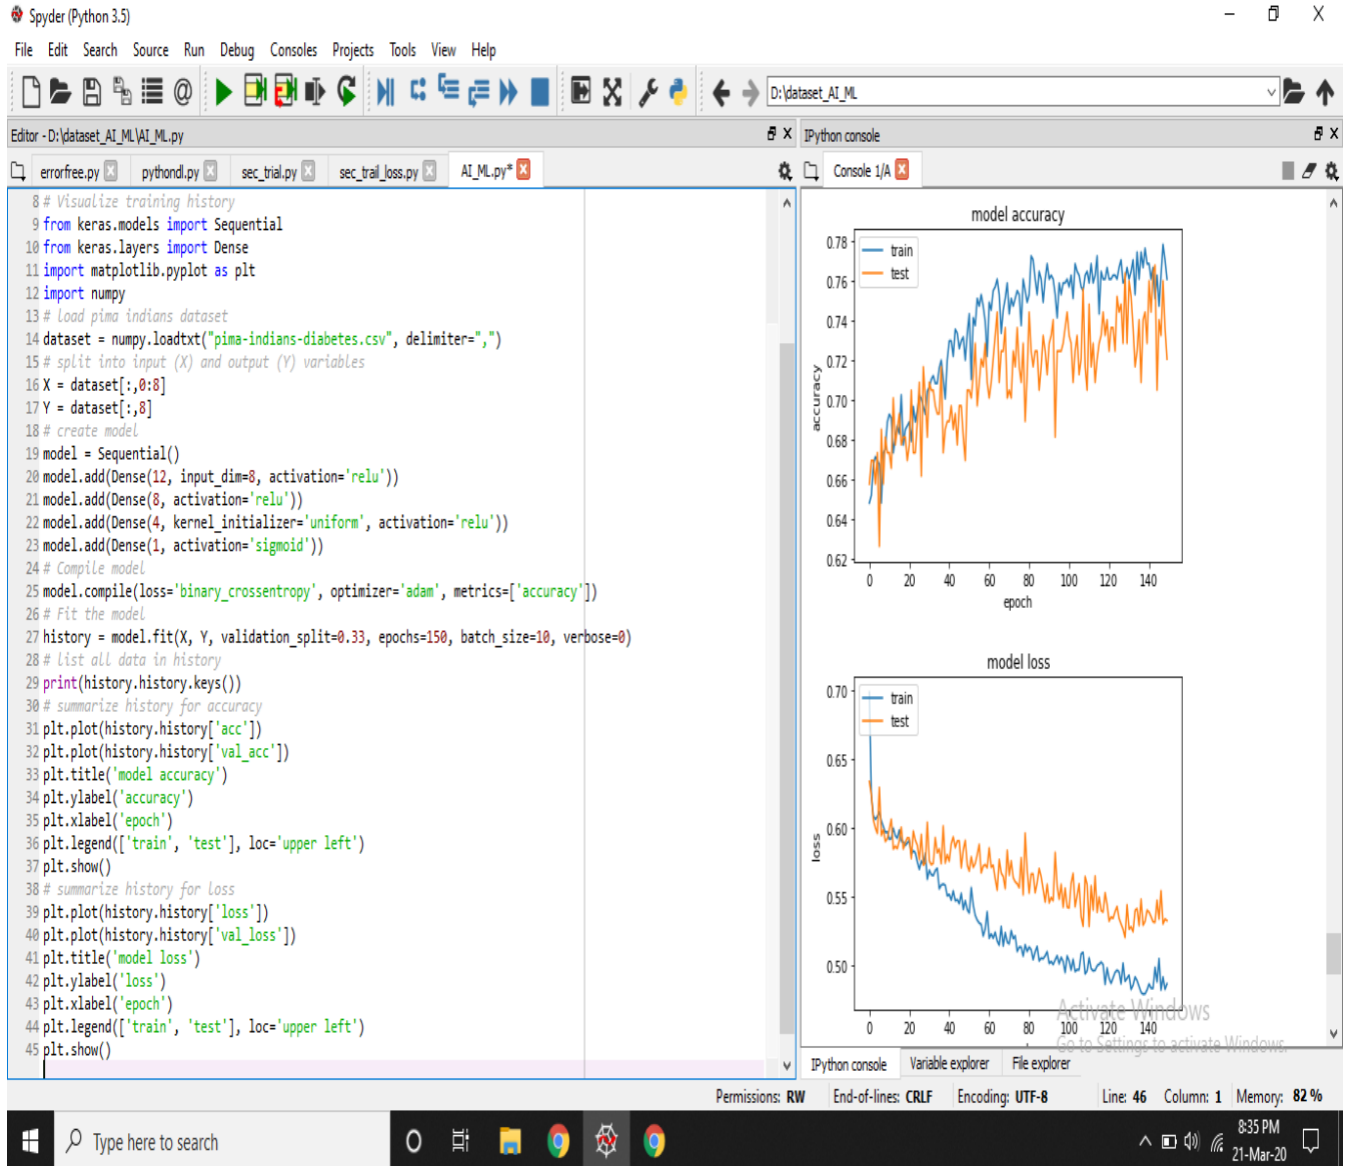 Spyder (Python 3.5)
File Edit Search Source Run Debug Consoles Projects Tools View Help
D:\dataset_AI_ML
Editor - D:\dataset_AI_ML\AI_ML.py
IPython console
errorfree.py pythondl.py sec_trial.py sec_trail_loss.py AI_ML.py*
Console 1/A
8 # Visualize training history
9 from keras.models import Sequential
10 from keras.layers import Dense
11 import matplotlib.pyplot as plt
12 import numpy
13 # load pima indians dataset
14 dataset = numpy.loadtxt("pima-indians-diabetes.csv", delimiter=",")
15 # split into input (X) and output (Y) variables
16 X = dataset[:,0:8]
17 Y = dataset[:,8]
18 # create model
19 model = Sequential()
20 model.add(Dense(12, input_dim=8, activation='relu'))
21 model.add(Dense(8, activation='relu'))
22 model.add(Dense(4, kernel_initializer='uniform', activation='relu'))
23 model.add(Dense(1, activation='sigmoid'))
24 # Compile model
25 model.compile(loss='binary_crossentropy', optimizer='adam', metrics=['accuracy'])
26 # Fit the model
27 history = model.fit(X, Y, validation_split=0.33, epochs=150, batch_size=10, verbose=0)
28 # list all data in history
29 print(history.history.keys())
30 # summarize history for accuracy
31 plt.plot(history.history['acc'])
32 plt.plot(history.history['val_acc'])
33 plt.title('model accuracy')
34 plt.ylabel('accuracy')
35 plt.xlabel('epoch')
36 plt.legend(['train', 'test'], loc='upper left')
37 plt.show()
38 # summarize history for loss
39 plt.plot(history.history['loss'])
40 plt.plot(history.history['val_loss'])
41 plt.title('model loss')
42 plt.ylabel('loss')
43 plt.xlabel('epoch')
44 plt.legend(['train', 'test'], loc='upper left')
45 plt.show()
model accuracy
train
test
0.78
0.76
0.74
0.72
0.70
0.68
0.66
0.64
0.62
accuracy
0 20 40 60 80 100 120 140
epoch
model loss
train
test
0.70
0.65
0.60
0.55
0.50
loss
0 20 40 60 80 100 120 140
Activate Windows
Go to Settings to activate Windows.
IPython console Variable explorer File explorer
Permissions: RW End-of-lines: CRLF Encoding: UTF-8 Line: 46 Column: 1 Memory: 82 %
Type here to search
8:35 PM
21-Mar-20